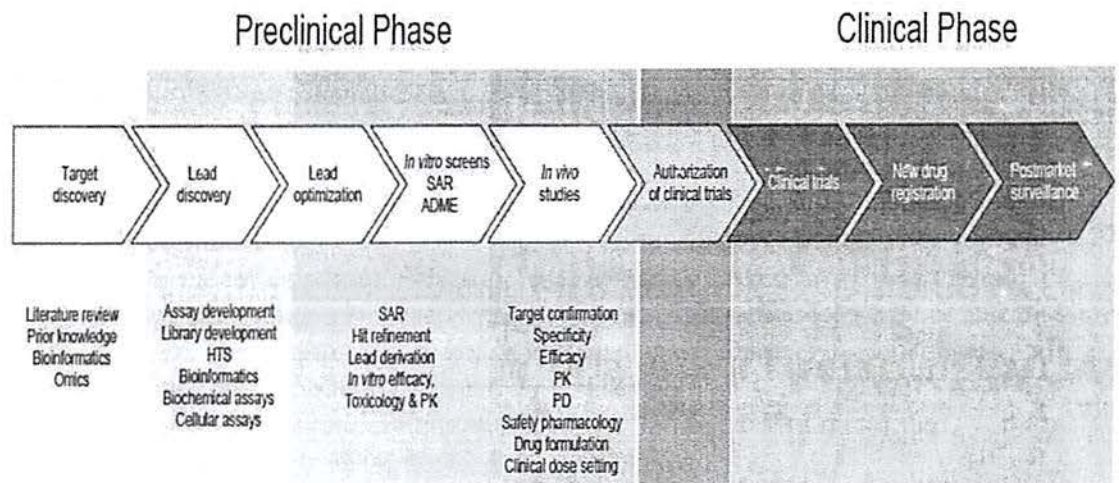 Preclinical Phase
Clinical Phase
Target
discovery
Lead
discovery
Lead
optimization
In vitro screens
SAR
ADME
In vivo
studies
Authorization
of clinical trials
Clinical trials
New drug
registration
Postmarket
surveillance
Literature review
Prior knowledge
Bioinformatics
Omics
Assay development
Library development
HTS
Bioinformatics
Biochemical assays
Cellular assays
SAR
Hit refinement
Lead derivation
In vitro efficacy,
Toxicology & PK
Target confirmation
Specificity
Efficacy
PK
PD
Safety pharmacology
Drug formulation
Clinical dose setting